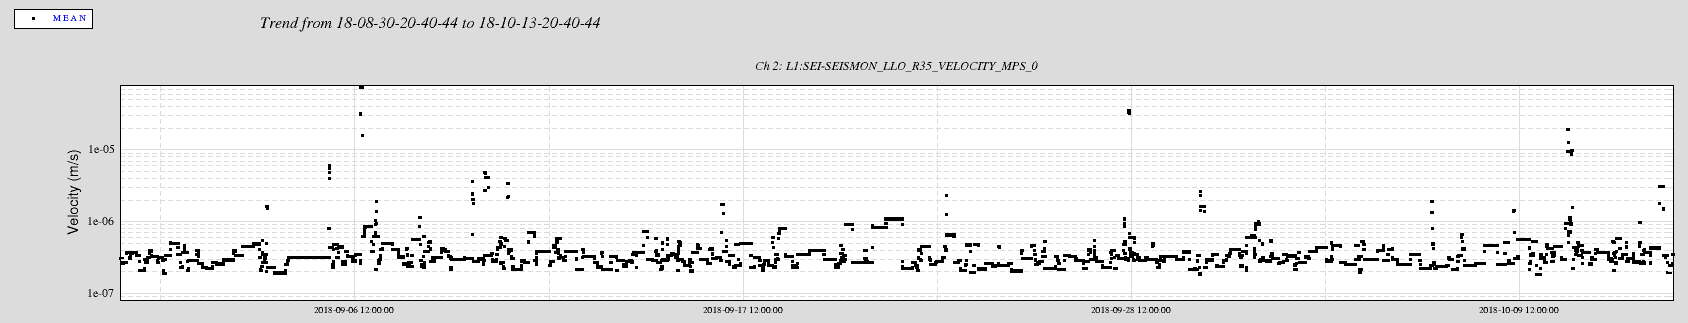 MEAN
Trend from 18-08-30-20-40-44 to 18-10-13-20-40-44
Ch 2: L1:SEI-SEISMON_LLO_R35_VELOCITY_MPS_0
Velocity (m/s)
1e-05
1e-06
1e-07
2018-09-06 12:00:00 2018-09-17 12:00:00 2018-09-28 12:00:00 2018-10-09 12:00:00